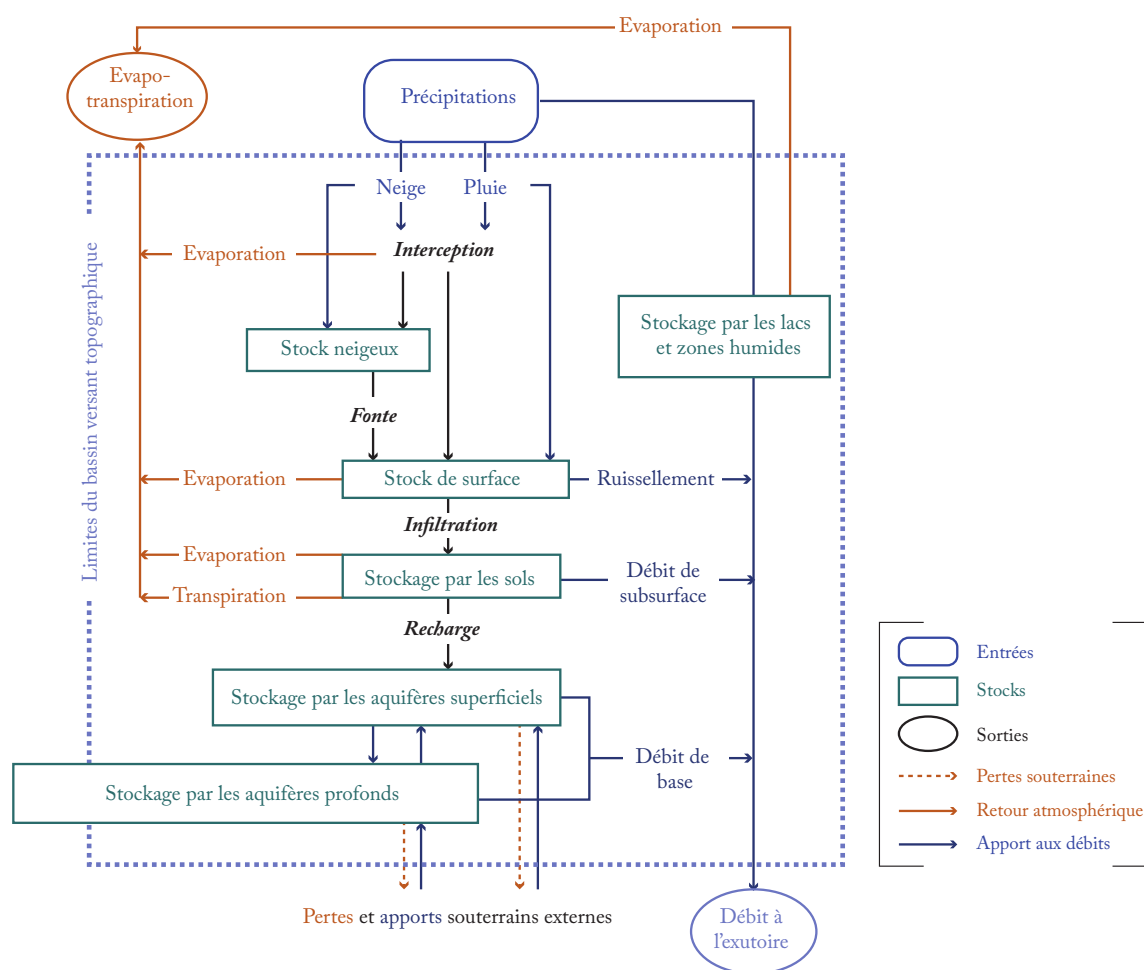 Evaporation
Evapo-
transpiration
Précipitations
Neige
Pluie
Evaporation
Interception
Stockage par les lacs
et zones humides
Stock neigeux
Limites du bassin versant topographique
Fonte
Evaporation
Stock de surface
Ruissellement
Infiltration
Evaporation
Stockage par les sols
Débit de
subsurface
Transpiration
Recharge
Stockage par les aquifères superficiels
Débit de
base
Stockage par les aquifères profonds
Pertes et apports souterrains externes
Débit à
l'exutoire
Entrées
Stocks
Sorties
Pertes souterraines
Retour atmosphérique
Apport aux débits